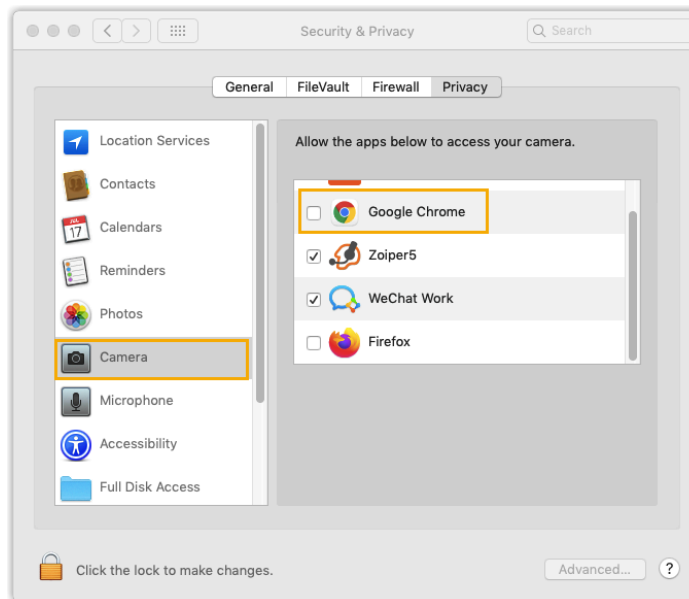 Security & Privacy
Search
General FileVault Firewall Privacy
Location Services
Contacts
JUL
17
Calendars
Reminders
Photos
Camera
Microphone
Accessibility
Full Disk Access
Allow the apps below to access your camera.
Google Chrome
Zoiper5
WeChat Work
Firefox
Click the lock to make changes.
Advanced...
?